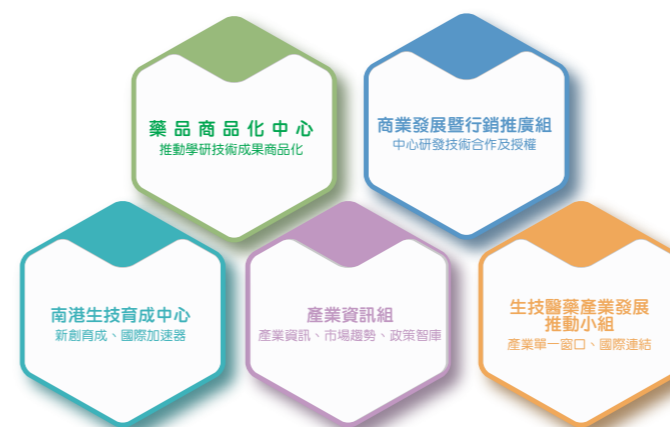 藥品商品化中心
推動學研技術成果商品化
商業發展暨行銷推廣組
中心研發技術合作及授權
南港生技育成中心
新創育成、國際加速器
產業資訊組
產業資訊、市場趨勢、政策智庫
生技醫藥產業發展
推動小組
產業單一窗口、國際連結